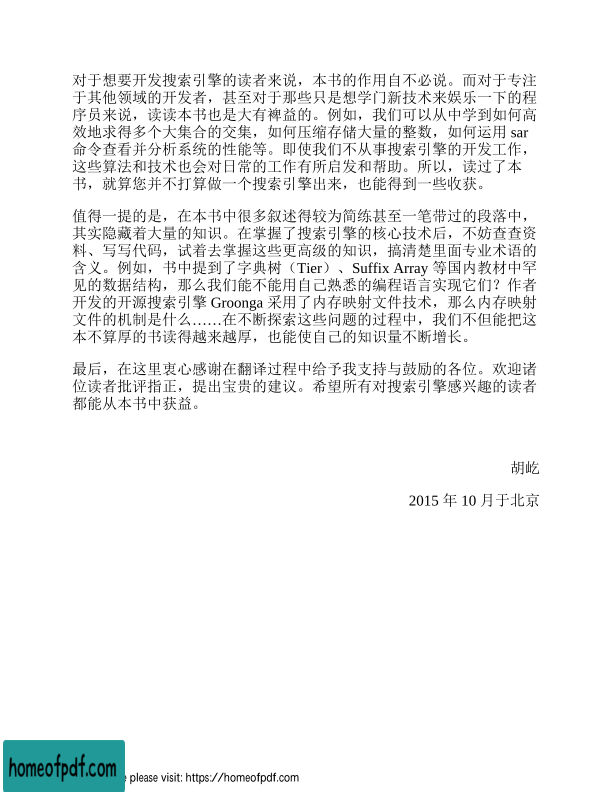 对于想要开发搜索引擎的读者来说，本书的作用自不必说。而对于专注
于其他领域的开发者，甚至对于那些只是想学门新技术来娱乐一下的程
序员来说，读读本书也是大有裨益的。例如，我们可以从中学到如何高
效地求得多个大集合的交集，如何压缩存储大量的整数，如何运用 sar
命令查看并分析系统的性能等。即使我们不从事搜索引擎的开发工作，
这些算法和技术也会对日常的工作有所启发和帮助。所以，读过了本
书，就算您并不打算做一个搜索引擎出来，也能得到一些收获。
值得一提的是，在本书中很多叙述得较为简练甚至一笔带过的段落中，
其实隐藏着大量的知识。在掌握了搜索引擎的核心技术后，不妨查查资
料、写写代码，试着去掌握这些更高级的知识，搞清楚里面专业术语的
含义。例如，书中提到了字典树（Tier）、Suffix Array 等国内教材中罕
见的数据结构，那么我们能不能用自己熟悉的编程语言实现它们？作者
开发的开源搜索引擎 Groonga 采用了内存映射文件技术，那么内存映射
文件的机制是什么……在不断探索这些问题的过程中，我们不但能把这
本不算厚的书读得越来越厚，也能使自己的知识量不断增长。
最后，在这里衷心感谢在翻译过程中给予我支持与鼓励的各位。欢迎诸
位读者批评指正，提出宝贵的建议。希望所有对搜索引擎感兴趣的读者
都能从本书中获益。
胡屹
2015 年 10 月于北京
homeofpdf.com
please visit: https://homeofpdf.com